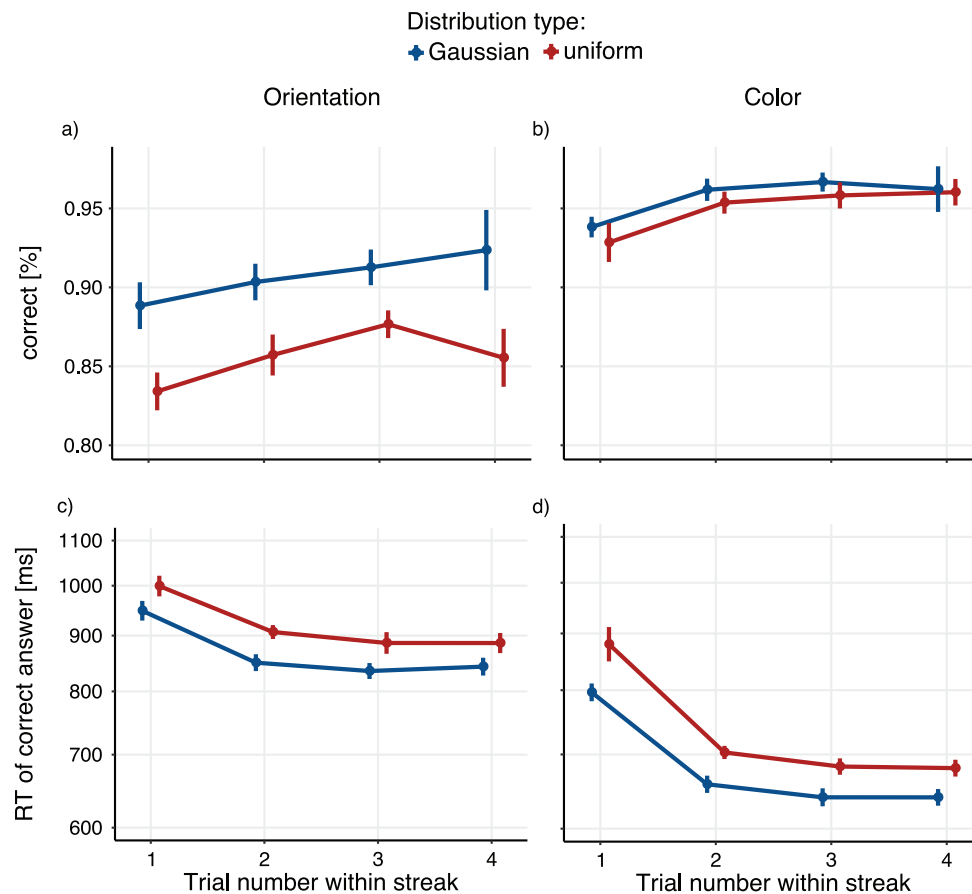 Distribution type:
Gaussian uniform
Orientation
Color
a)
b)
0.95
0.90
0.85
0.80
correct [%]
c)
d)
1100
1000
900
800
700
600
RT of correct answer [ms]
1 2 3 4
1 2 3 4
Trial number within streak
Trial number within streak